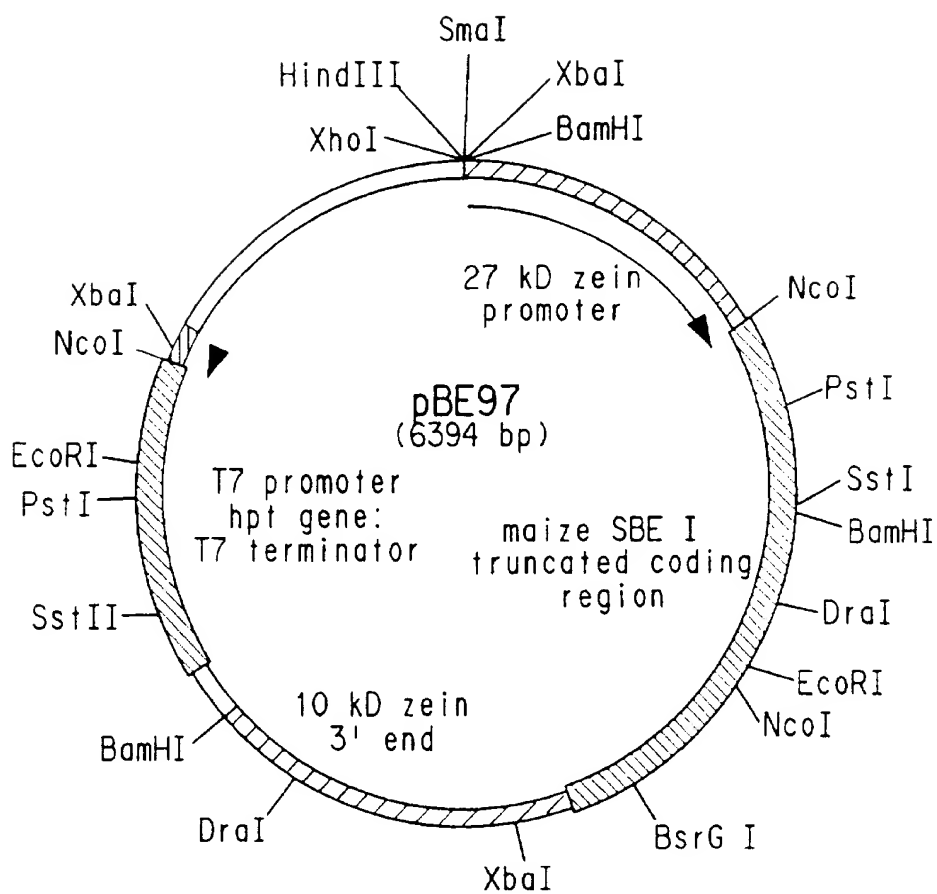 SmaI
HindIII
XbaI
XhoI
BamHI
27 kD zein
promoter
NcoI
XbaI
NcoI
PstI
pBE97
(6394 bp)
EcoRI
PstI
T7 promoter
hpt gene:
T7 terminator
SstI
BamHI
maize SBE I
truncated coding
region
SstII
DraI
EcoRI
NcoI
10 kD zein
3' end
BamHI
DraI
BsrG I
XbaI